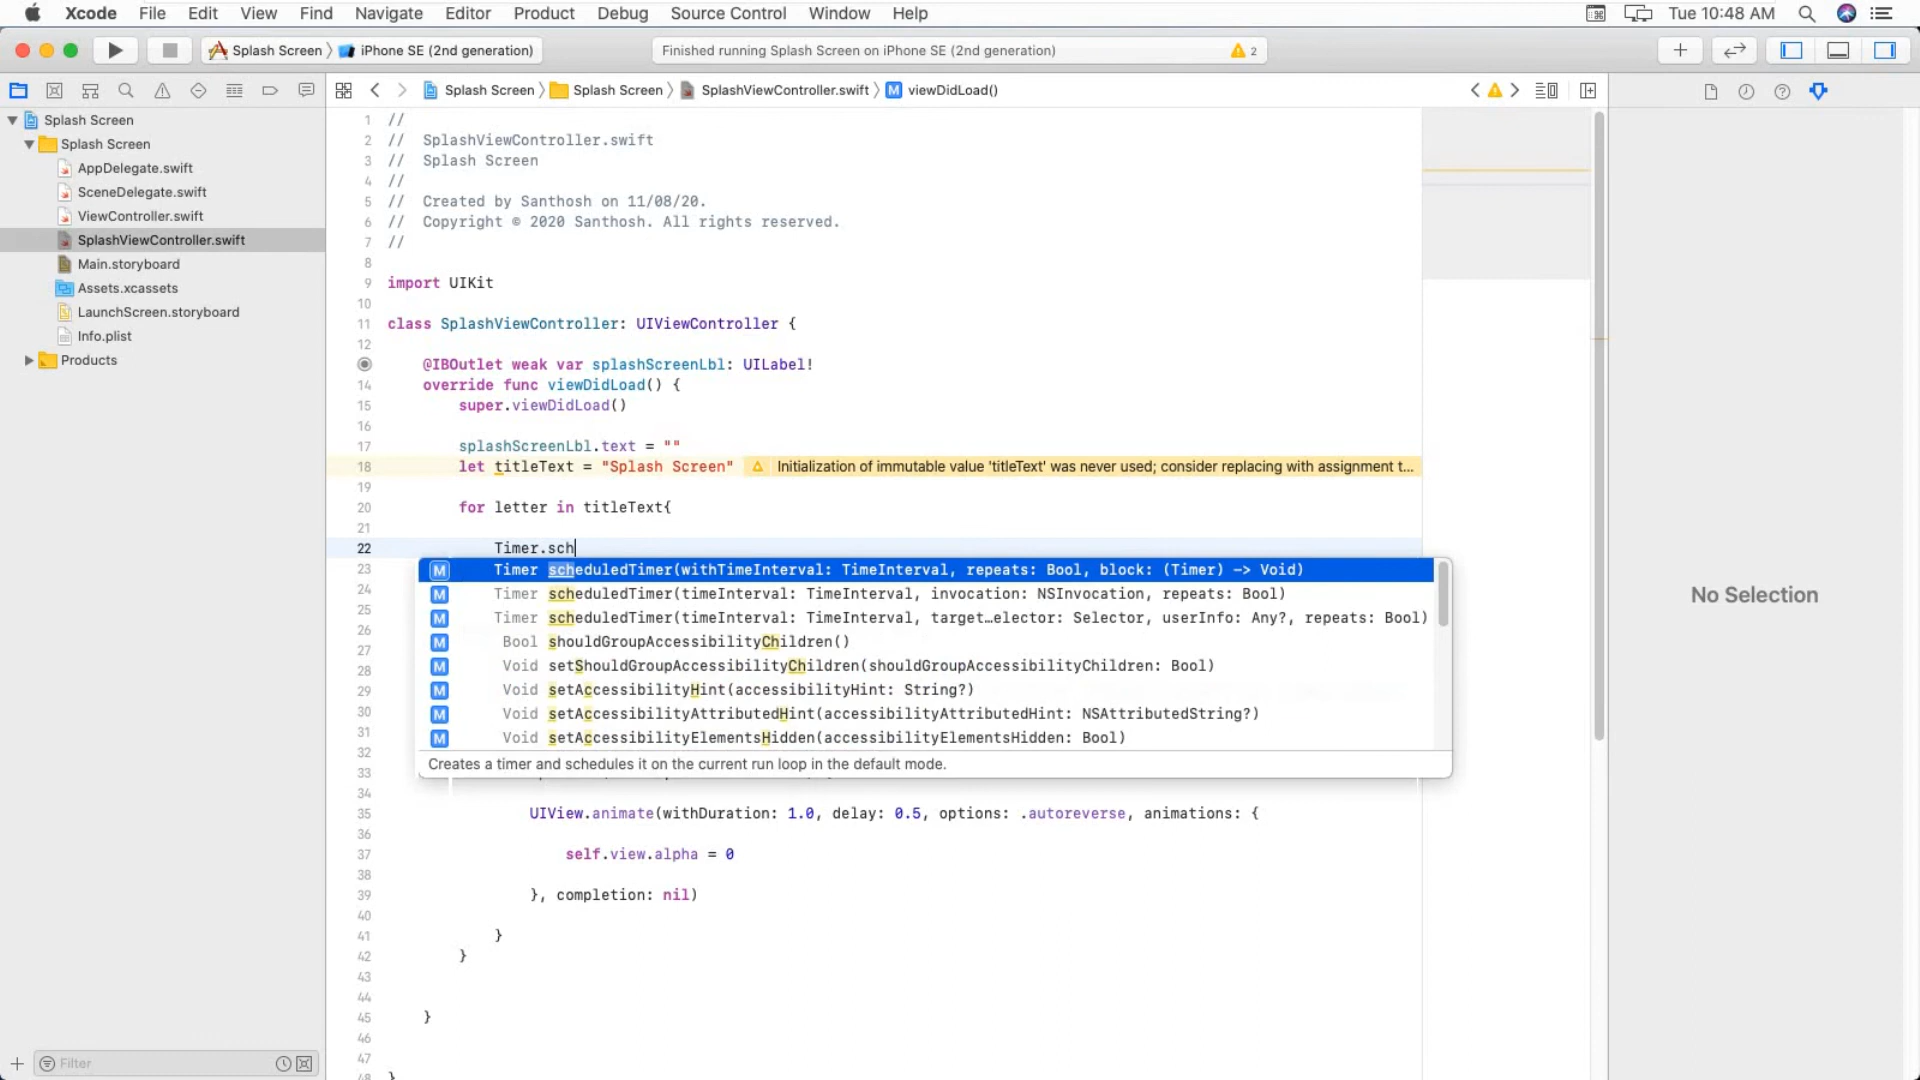 Xcode File Edit View Find Navigate Editor Product Debug Source Control Window Help Tue 10:48 AM
Splash Screen iPhone SE (2nd generation) Finished running Splash Screen on iPhone SE (2nd generation) 2
Splash Screen Splash Screen SplashViewController.swift M viewDidLoad()
Splash Screen
Splash Screen
AppDelegate.swift
SceneDelegate.swift
ViewController.swift
SplashViewController.swift
Main.storyboard
Assets.xcassets
LaunchScreen.storyboard
Info.plist
Products
Filter
1 //
2 // SplashViewController.swift
3 // Splash Screen
4 //
5 // Created by Santhosh on 11/08/20.
6 // Copyright © 2020 Santhosh. All rights reserved.
7 //
8
9 import UIKit
10
11 class SplashViewController: UIViewController {
12
@IBOutlet weak var splashScreenLbl: UILabel!
14 override func viewDidLoad() {
15 super.viewDidLoad()
16
17 splashScreenLbl.text = ""
18 let titleText = "Splash Screen" Initialization of immutable value 'titleText' was never used; consider replacing with assignment t...
19
20 for letter in titleText{
21
22 Timer.sch
23 M Timer scheduledTimer(withTimeInterval: TimeInterval, repeats: Bool, block: (Timer) -> Void)
24 M Timer scheduledTimer(timeInterval: TimeInterval, invocation: NSInvocation, repeats: Bool)
25 M Timer scheduledTimer(timeInterval: TimeInterval, target…elector: Selector, userInfo: Any?, repeats: Bool)
26 M Bool shouldGroupAccessibilityChildren()
27
28 M Void setShouldGroupAccessibilityChildren(shouldGroupAccessibilityChildren: Bool)
29 M Void setAccessibilityHint(accessibilityHint: String?)
30 M Void setAccessibilityAttributedHint(accessibilityAttributedHint: NSAttributedString?)
31 M Void setAccessibilityElementsHidden(accessibilityElementsHidden: Bool)
32
Creates a timer and schedules it on the current run loop in the default mode.
33
34
35 UIView.animate(withDuration: 1.0, delay: 0.5, options: .autoreverse, animations: {
36
37 self.view.alpha = 0
38
39 }, completion: nil)
40
41 }
42 }
43
44
45 }
46
47
48 }
No Selection